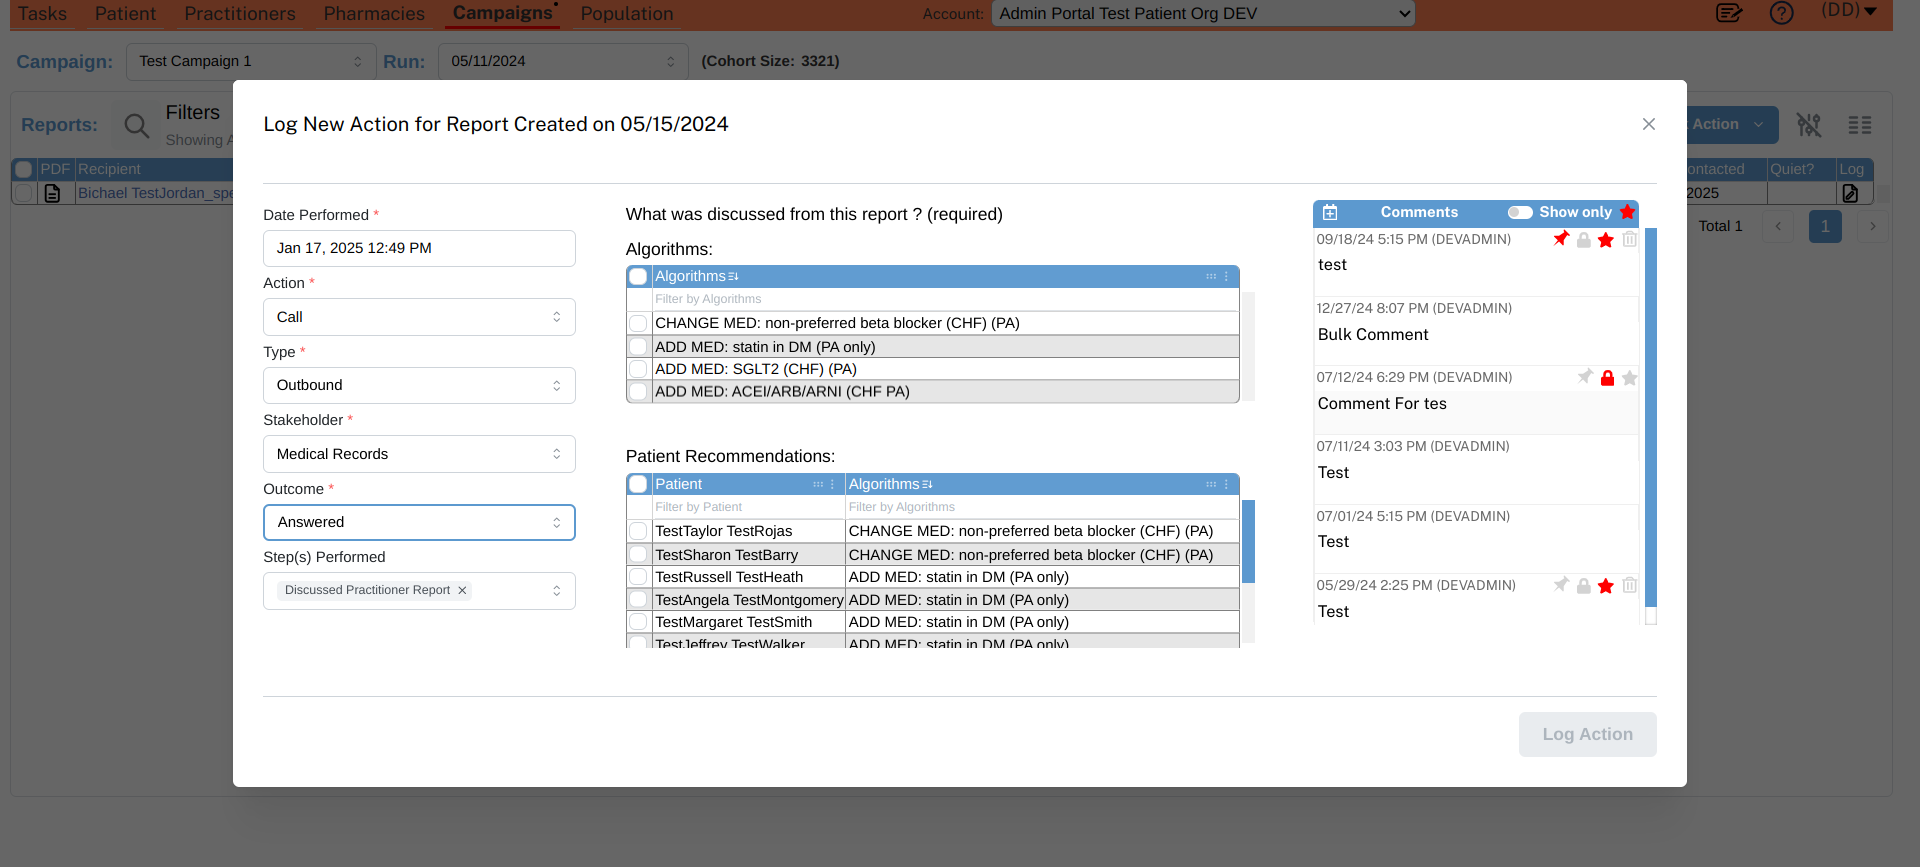 Tasks Patient Practitioners Pharmacies Campaigns Population Account: Admin Portal Test Patient Org DEV (DD)
Campaign: Test Campaign 1 Run: 05/11/2024 (Cohort Size: 3321)
Reports: Filters
Showing
Action
PDF Recipient
Quiet? Log
Bichael TestJordan_spe
2025
Total 1
1
Log New Action for Report Created on 05/15/2024
Date Performed *
Jan 17, 2025 12:49 PM
Action *
Call
Type *
Outbound
Stakeholder *
Medical Records
Outcome *
Answered
Step(s) Performed
Discussed Practitioner Report
What was discussed from this report ? (required)
Algorithms:
Algorithms
Filter by Algorithms
CHANGE MED: non-preferred beta blocker (CHF) (PA)
ADD MED: statin in DM (PA only)
ADD MED: SGLT2 (CHF) (PA)
ADD MED: ACEI/ARB/ARNI (CHF PA)
Patient Recommendations:
Patient Algorithms
Filter by Patient Filter by Algorithms
TestTaylor TestRojas CHANGE MED: non-preferred beta blocker (CHF) (PA)
TestSharon TestBarry CHANGE MED: non-preferred beta blocker (CHF) (PA)
TestRussell TestHeath ADD MED: statin in DM (PA only)
TestAngela TestMontgomery ADD MED: statin in DM (PA only)
TestMargaret TestSmith ADD MED: statin in DM (PA only)
TestJeffrey TestWalker ADD MED: statin in DM (PA only)
Comments Show only
09/18/24 5:15 PM (DEVADMIN)
test
12/27/24 8:07 PM (DEVADMIN)
Bulk Comment
07/12/24 6:29 PM (DEVADMIN)
Comment For tes
07/11/24 3:03 PM (DEVADMIN)
Test
07/01/24 5:15 PM (DEVADMIN)
Test
05/29/24 2:25 PM (DEVADMIN)
Test
Log Action